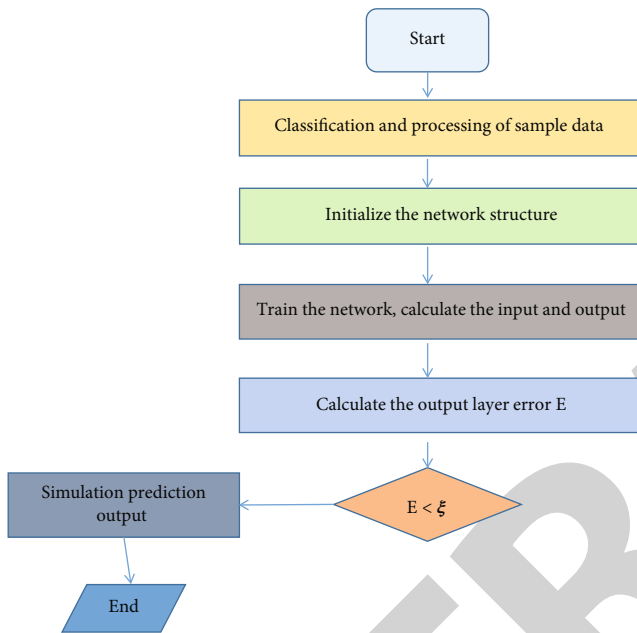 Start
Classification and processing of sample data
Initialize the network structure
Train the network, calculate the input and output
Calculate the output layer error E
E < ξ
Simulation prediction
output
End